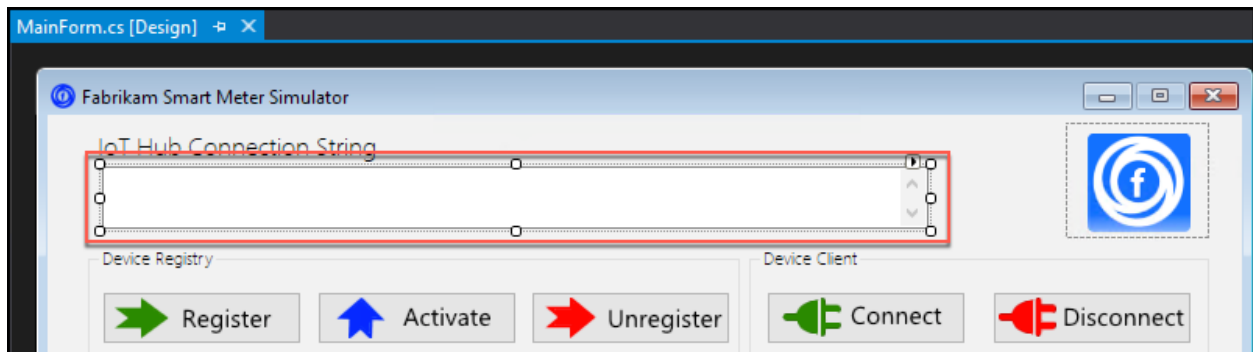 MainForm.cs [Design]
Fabrikam Smart Meter Simulator
IoT Hub Connection String
f
Device Registry
Device Client
Register
Activate
Unregister
Connect
Disconnect